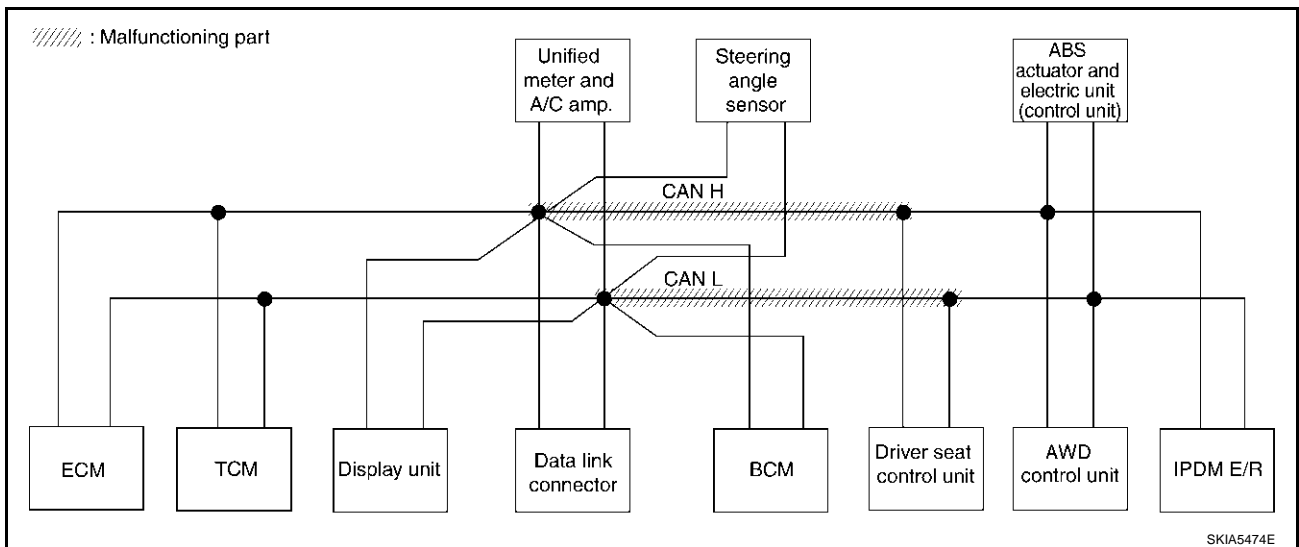 : Malfunctioning part
Unified
meter and
A/C amp.
Steering
angle
sensor
ABS
actuator and
electric unit
(control unit)
CAN H
CAN L
ECM
TCM
Display unit
Data link
connector
BCM
Driver seat
control unit
AWD
control unit
IPDM E/R
SKIA5474E